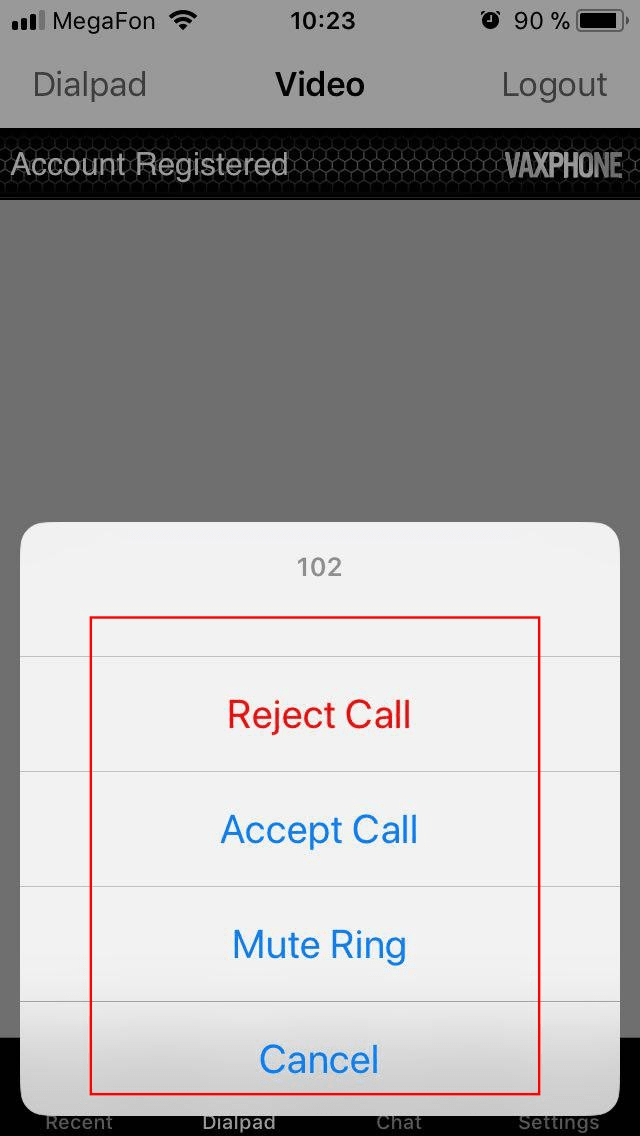 MegaFon 10:23 90 %
Dialpad Video Logout
Account Registered VAXPHONE
102
Reject Call
Accept Call
Mute Ring
Cancel
Recent Dialpad Chat Settings